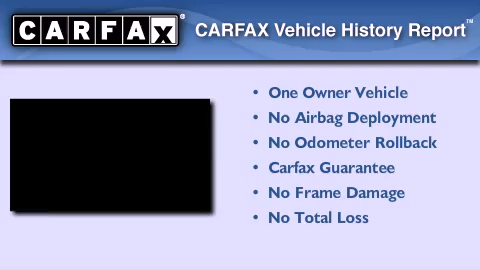 CARFAX® CARFAX Vehicle History Report™
• One Owner Vehicle
• No Airbag Deployment
• No Odometer Rollback
• Carfax Guarantee
• No Frame Damage
• No Total Loss